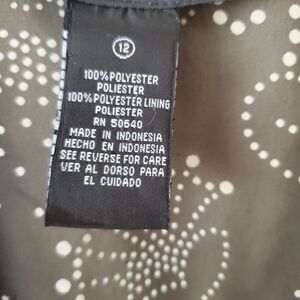 12
100% POLYESTER
POLIESTER
100% POLYESTER LINING
POLIESTER
RN 50640
MADE IN INDONESIA
HECHO EN INDONESIA
SEE REVERSE FOR CARE
VER AL DORSO PARA
EL CUIDADO